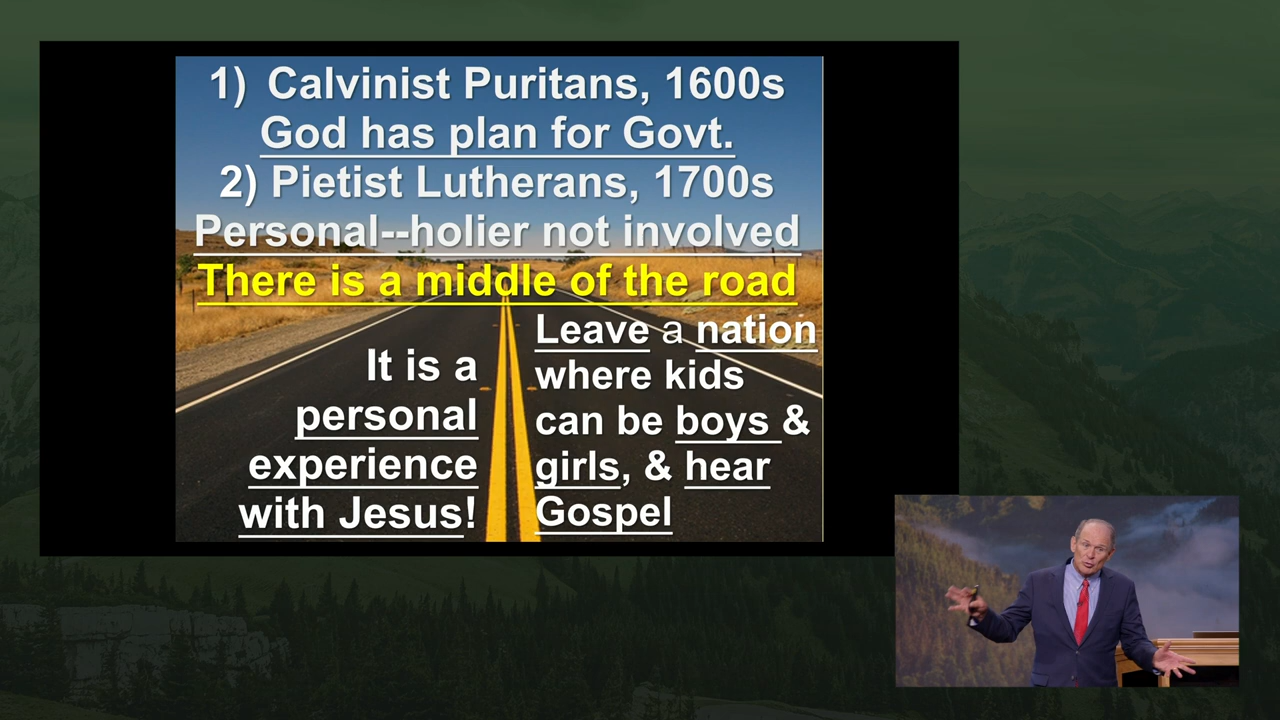 1) Calvinist Puritans, 1600s
God has plan for Govt.
2) Pietist Lutherans, 1700s
Personal--holier not involved
There is a middle of the road
It is a
personal
experience
with Jesus!
Leave a nation
where kids
can be boys &
girls, & hear
Gospel